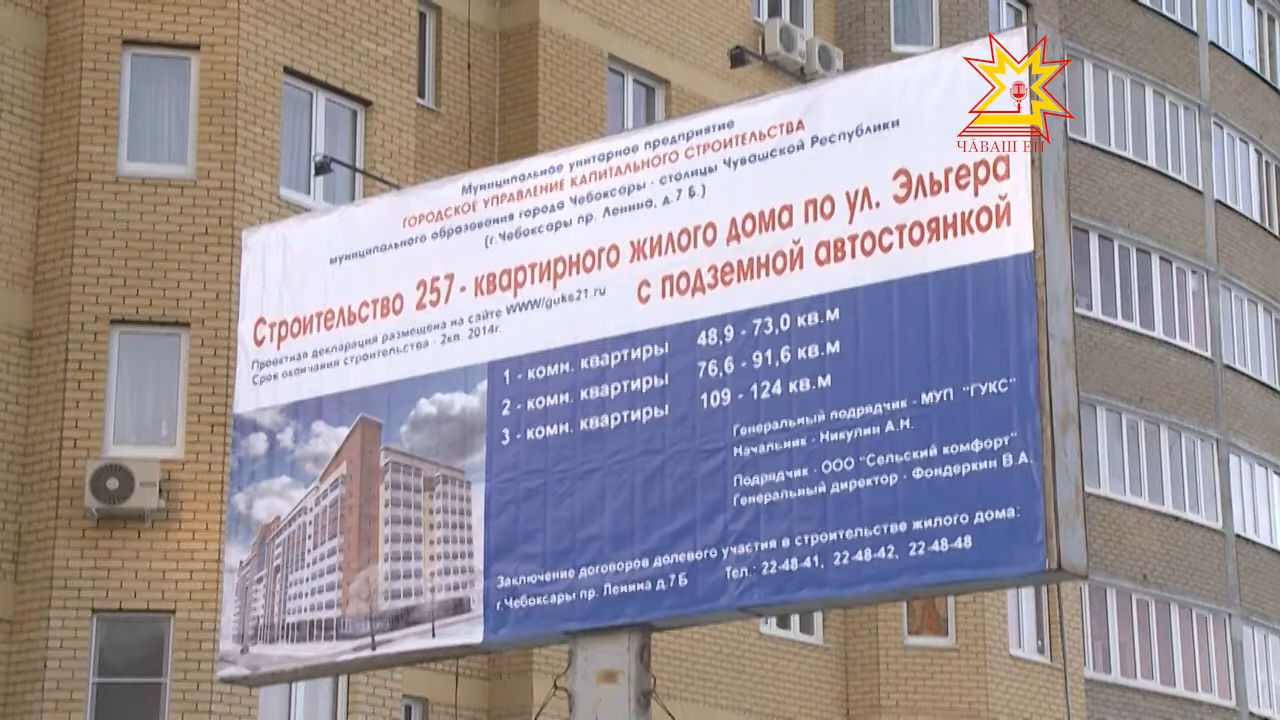 ЧĂВАШ ЕН
Муниципальное унитарное предприятие
ГОРОДСКОЕ УПРАВЛЕНИЕ КАПИТАЛЬНОГО СТРОИТЕЛЬСТВА
муниципального образования города Чебоксары - столицы Чувашской Республики
(г.Чебоксары пр. Ленина, д.7 Б.)
Строительство 257 - квартирного жилого дома по ул. Эльгера
с подземной автостоянкой
Проектная декларация размещена на сайте WWW/guks21 ru
Срок окончания строительства - 2кв. 2014г.
1 - комн. квартиры 48,9 - 73,0 кв.м
2 - комн. квартиры 76,6 - 91,6 кв.м
3 - комн. квартиры 109 - 124 кв.м
Генеральный подрядчик - МУП "ГУКС"
Начальник - Никулин А.Н.
Подрядчик - ООО "Сельский комфорт"
Генеральный директор - Фондеркин В.А.
Заключение договоров долевого участия в строительстве жилого дома:
г.Чебоксары пр. Ленина д.7 Б Тел.: 22-48-41, 22-48-42, 22-48-48